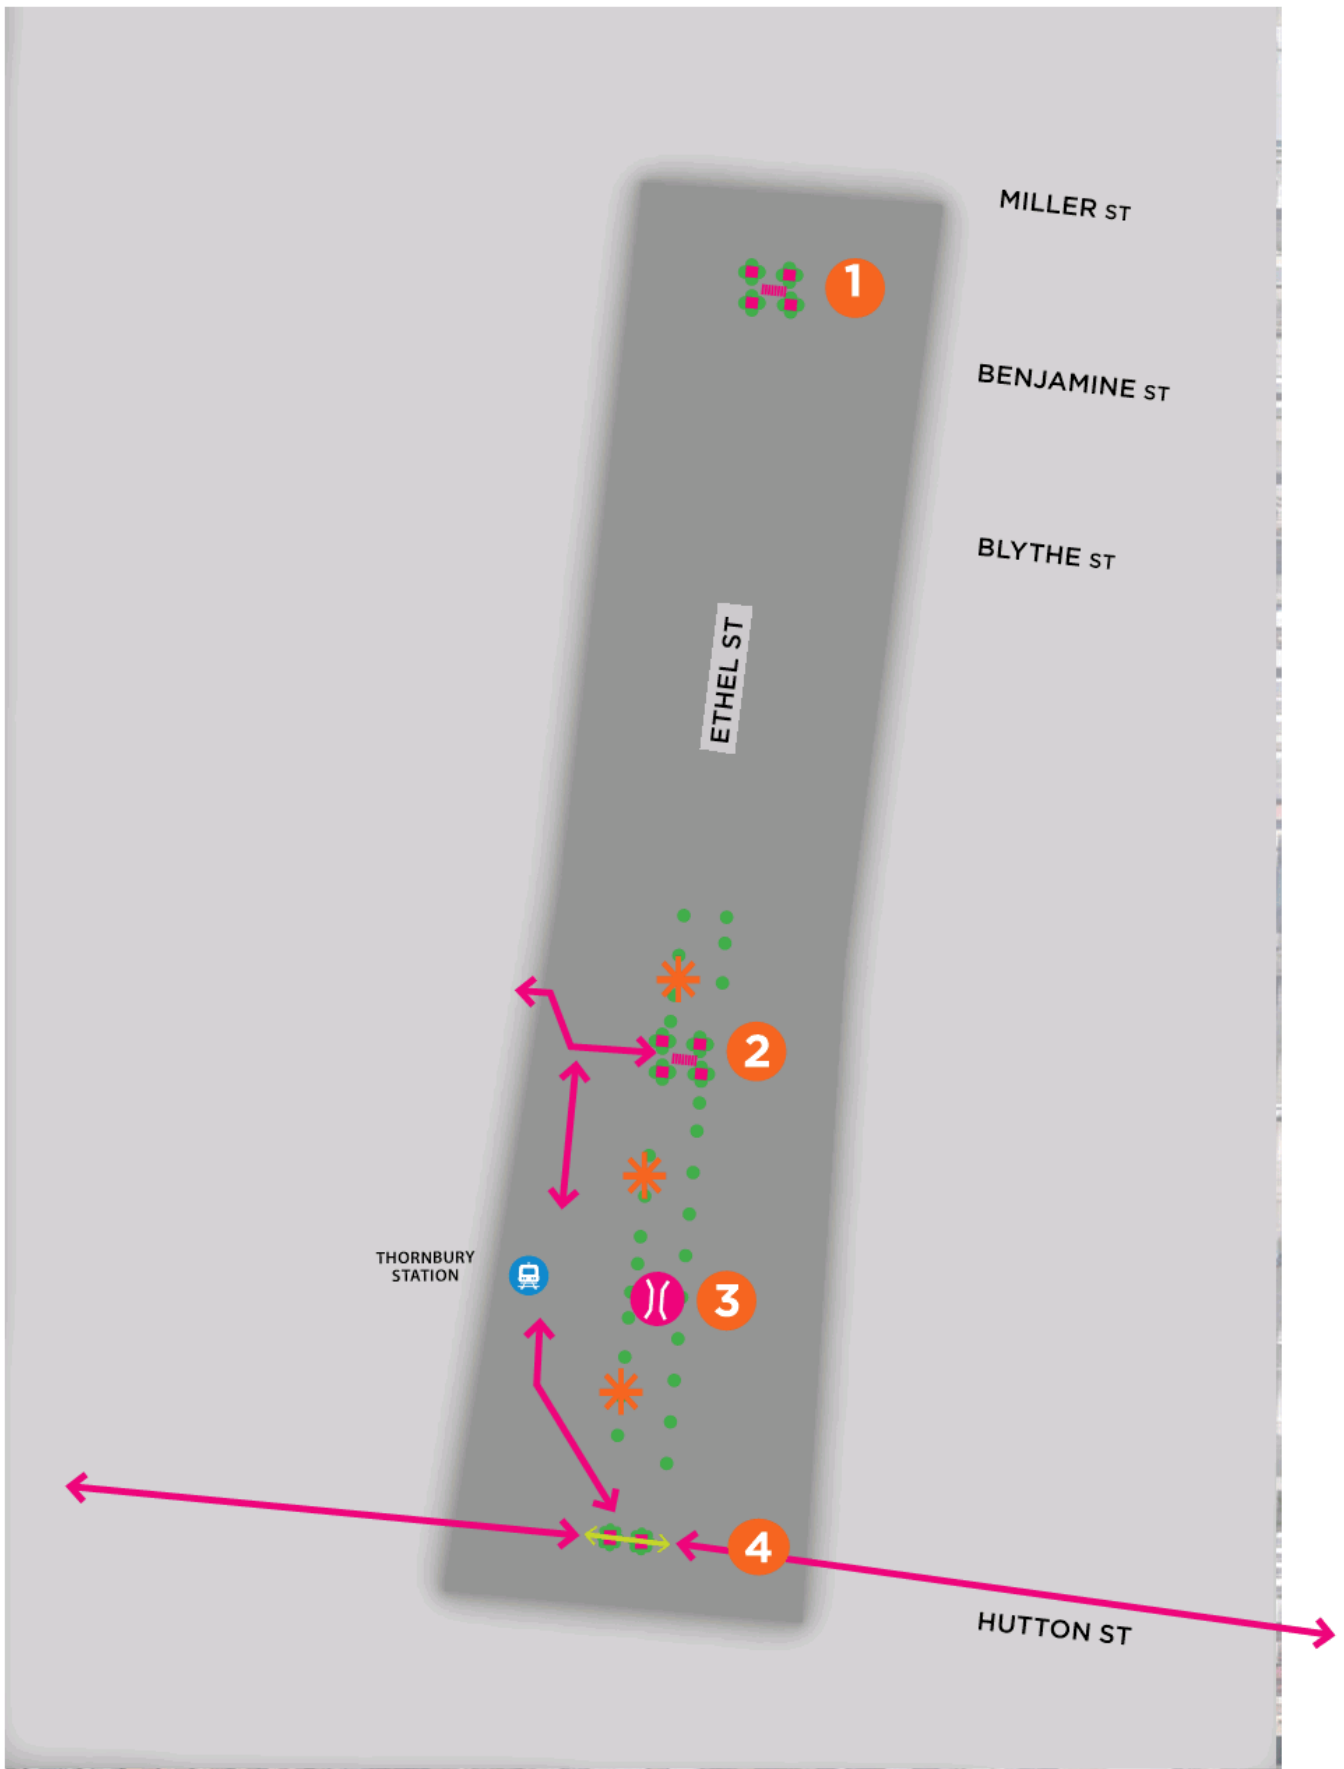 MILLER ST
1
BENJAMINE ST
BLYTHE ST
ETHEL ST
2
THORNBURY
STATION
3
4
HUTTON ST